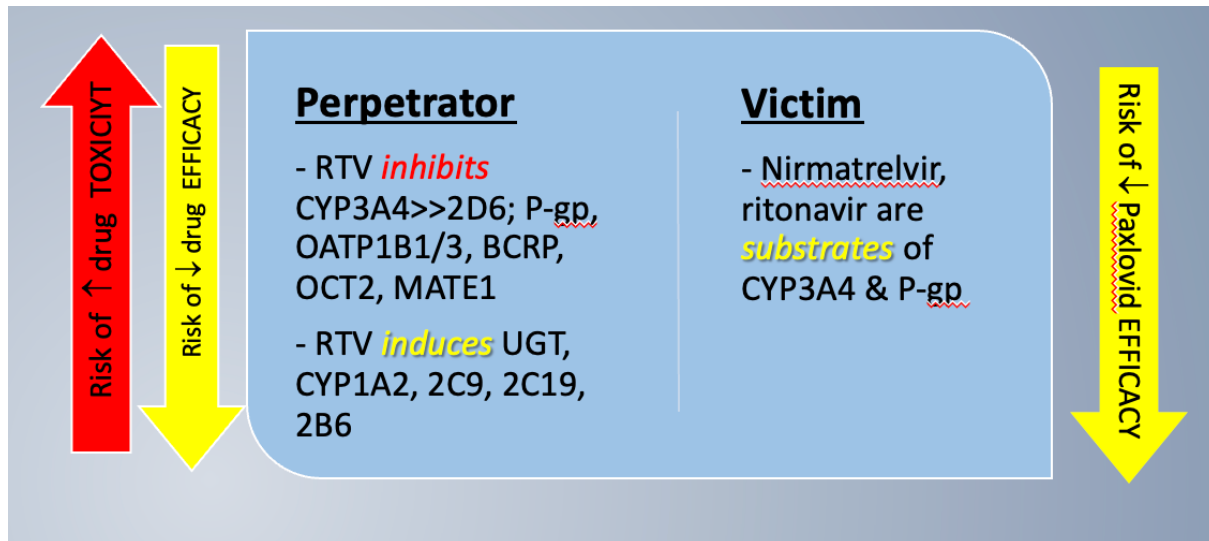 Risk of ↑ drug TOXICIYT
Risk of ↓ drug EFFICACY
Perpetrator
- RTV inhibits
CYP3A4>>2D6; P-gp,
OATP1B1/3, BCRP,
OCT2, MATE1
- RTV induces UGT,
CYP1A2, 2C9, 2C19,
2B6
Victim
- Nirmatrelvir,
ritonavir are
substrates of
CYP3A4 & P-gp
Risk of ↓ Paxlovid EFFICACY